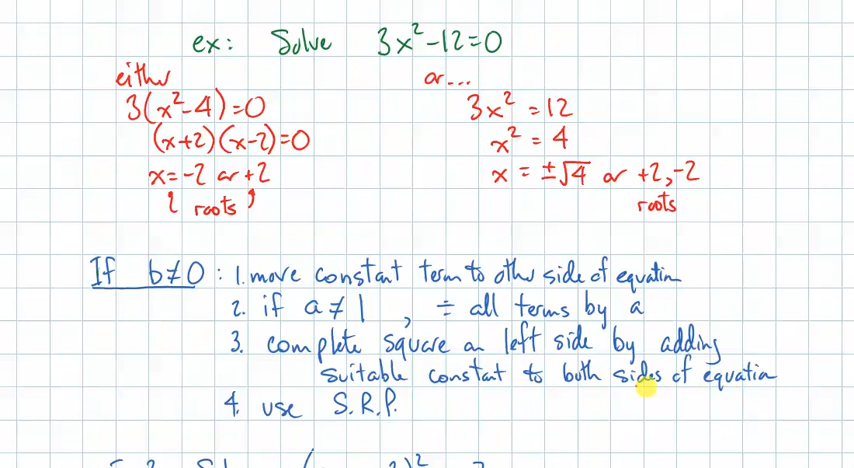 ex: Solve 3x²-12=0
either
3(x²-4)=0
(x+2)(x-2)=0
x=-2 or +2
roots
or...
3x² = 12
x² = 4
x = ±√4 or +2,-2
roots
If b≠0: 1. move constant term to other side of equation
2. if a≠1, ÷ all terms by a
3. complete square on left side by adding
suitable constant to both sides of equation
4. use S.R.P.